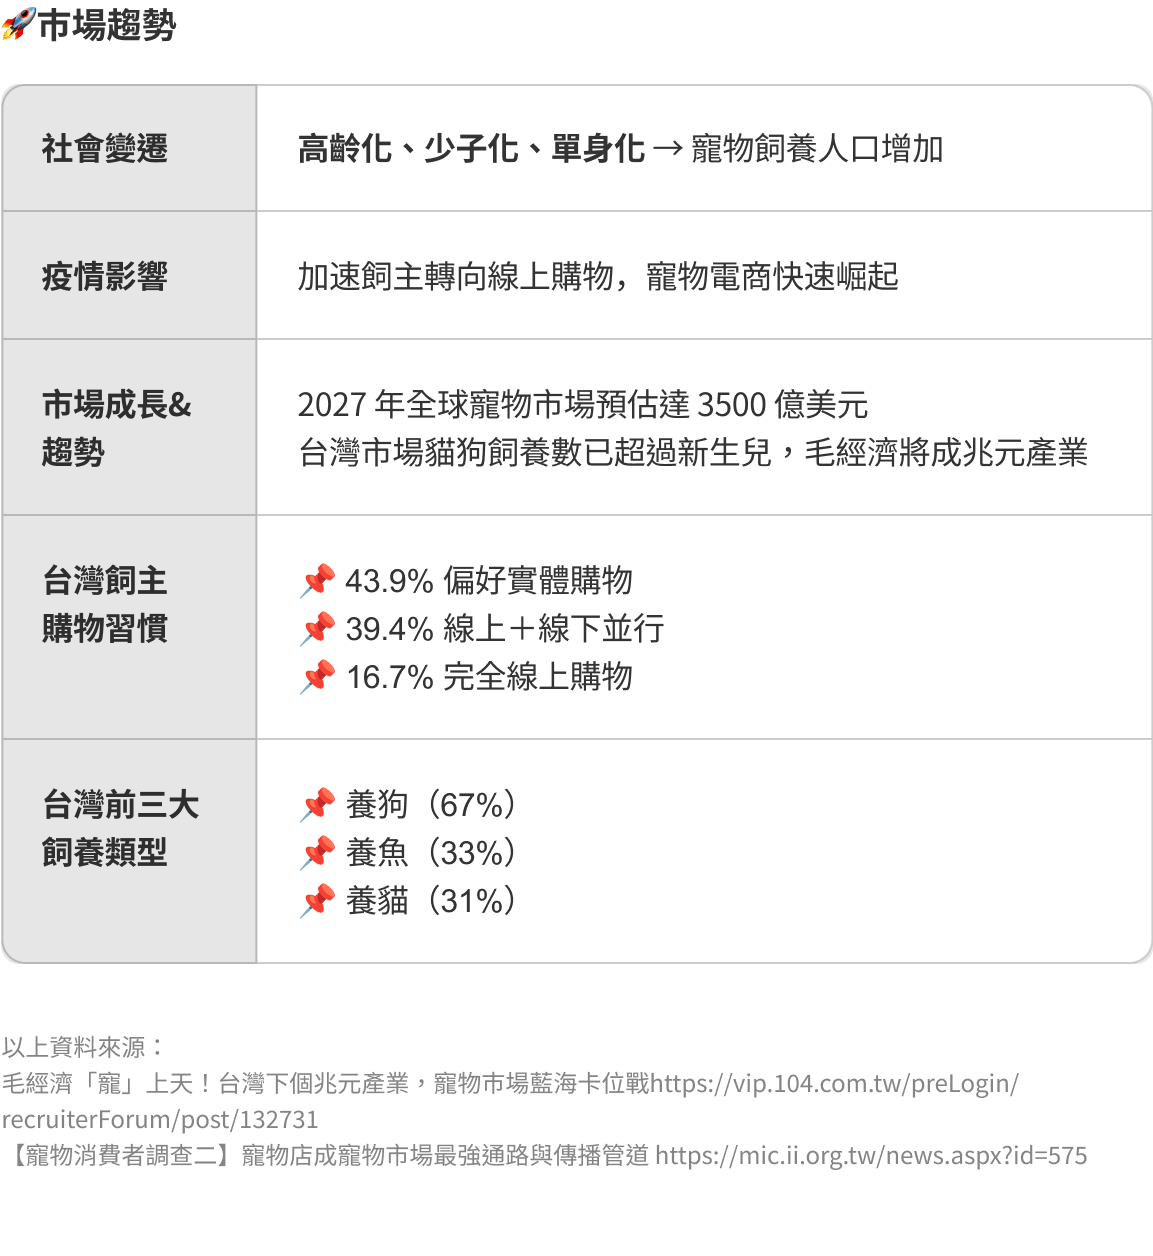 🚀市場趨勢
社會變遷
高齡化、少子化、單身化 → 寵物飼養人口增加
疫情影響
加速飼主轉向線上購物，寵物電商快速崛起
市場成長&
趨勢
2027 年全球寵物市場預估達 3500 億美元
台灣市場貓狗飼養數已超過新生兒，毛經濟將成兆元產業
台灣飼主
購物習慣
📌 43.9% 偏好實體購物
📌 39.4% 線上＋線下並行
📌 16.7% 完全線上購物
台灣前三大
飼養類型
📌 養狗（67%）
📌 養魚（33%）
📌 養貓（31%）
以上資料來源：
毛經濟「寵」上天！台灣下個兆元產業，寵物市場藍海卡位戰https://vip.104.com.tw/preLogin/
recruiterForum/post/132731
【寵物消費者調查二】寵物店成寵物市場最強通路與傳播管道 https://mic.ii.org.tw/news.aspx?id=575